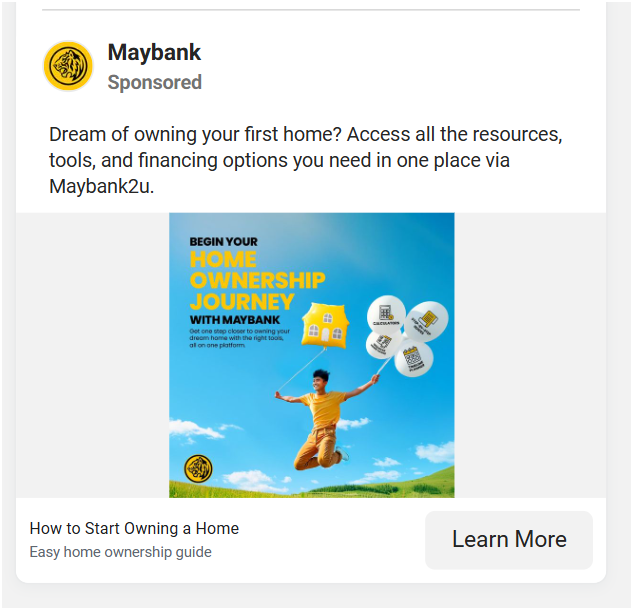 Maybank
Sponsored
Dream of owning your first home? Access all the resources,
tools, and financing options you need in one place via
Maybank2u.
BEGIN YOUR
HOME
OWNERSHIP
JOURNEY
WITH MAYBANK
Get one step closer to owning your
dream home with the right tools,
all on one platform.
CALCULATORS
How to Start Owning a Home
Easy home ownership guide
Learn More